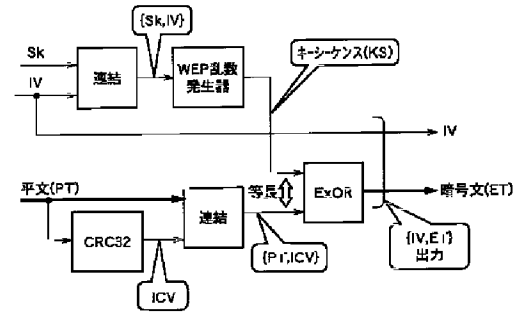 {Sk,IV}
キーシーケンス(KS)
Sk
IV
連結
WEP乱数
発生器
IV
平文(PT)
等長
ExOR
暗号文(ET)
CRC32
連結
{PT,ICV}
{IV,ET}
出力
ICV